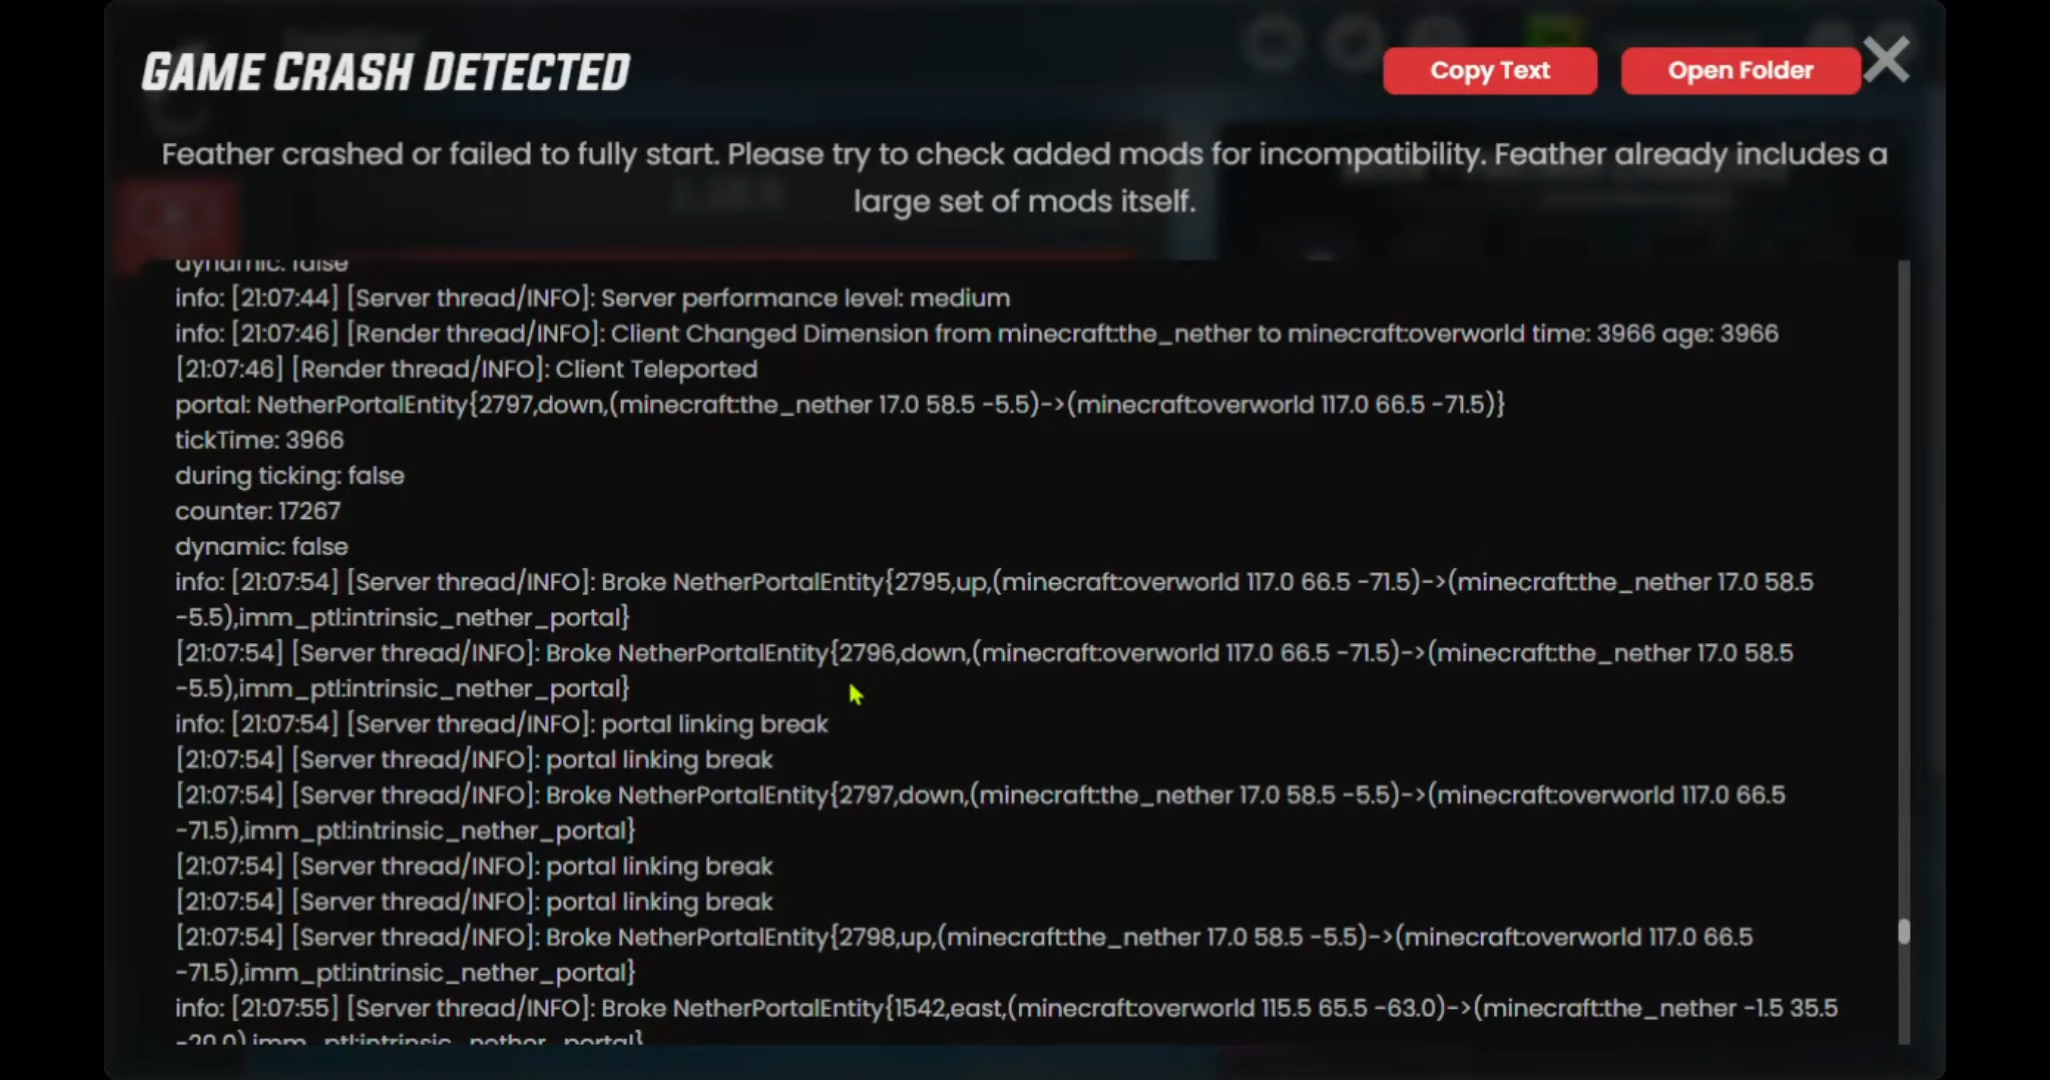 GAME CRASH DETECTED
Copy Text
Open Folder
Feather crashed or failed to fully start. Please try to check added mods for incompatibility. Feather already includes a
large set of mods itself.
dynamic: false
info: [21:07:44] [Server thread/INFO]: Server performance level: medium
info: [21:07:46] [Render thread/INFO]: Client Changed Dimension from minecraft:the_nether to minecraft:overworld time: 3966 age: 3966
[21:07:46] [Render thread/INFO]: Client Teleported
portal: NetherPortalEntity{2797,down,(minecraft:the_nether 17.0 58.5 -5.5)->(minecraft:overworld 117.0 66.5 -71.5)}
tickTime: 3966
during ticking: false
counter: 17267
dynamic: false
info: [21:07:54] [Server thread/INFO]: Broke NetherPortalEntity{2795,up,(minecraft:overworld 117.0 66.5 -71.5)->(minecraft:the_nether 17.0 58.5
-5.5),imm_ptl:intrinsic_nether_portal}
[21:07:54] [Server thread/INFO]: Broke NetherPortalEntity{2796,down,(minecraft:overworld 117.0 66.5 -71.5)->(minecraft:the_nether 17.0 58.5
-5.5),imm_ptl:intrinsic_nether_portal}
info: [21:07:54] [Server thread/INFO]: portal linking break
[21:07:54] [Server thread/INFO]: portal linking break
[21:07:54] [Server thread/INFO]: Broke NetherPortalEntity{2797,down,(minecraft:the_nether 17.0 58.5 -5.5)->(minecraft:overworld 117.0 66.5
-71.5),imm_ptl:intrinsic_nether_portal}
[21:07:54] [Server thread/INFO]: portal linking break
[21:07:54] [Server thread/INFO]: portal linking break
[21:07:54] [Server thread/INFO]: Broke NetherPortalEntity{2798,up,(minecraft:the_nether 17.0 58.5 -5.5)->(minecraft:overworld 117.0 66.5
-71.5),imm_ptl:intrinsic_nether_portal}
info: [21:07:55] [Server thread/INFO]: Broke NetherPortalEntity{1542,east,(minecraft:overworld 115.5 65.5 -63.0)->(minecraft:the_nether -1.5 35.5
-20.0),imm_ptl:intrinsic_nether_portal}